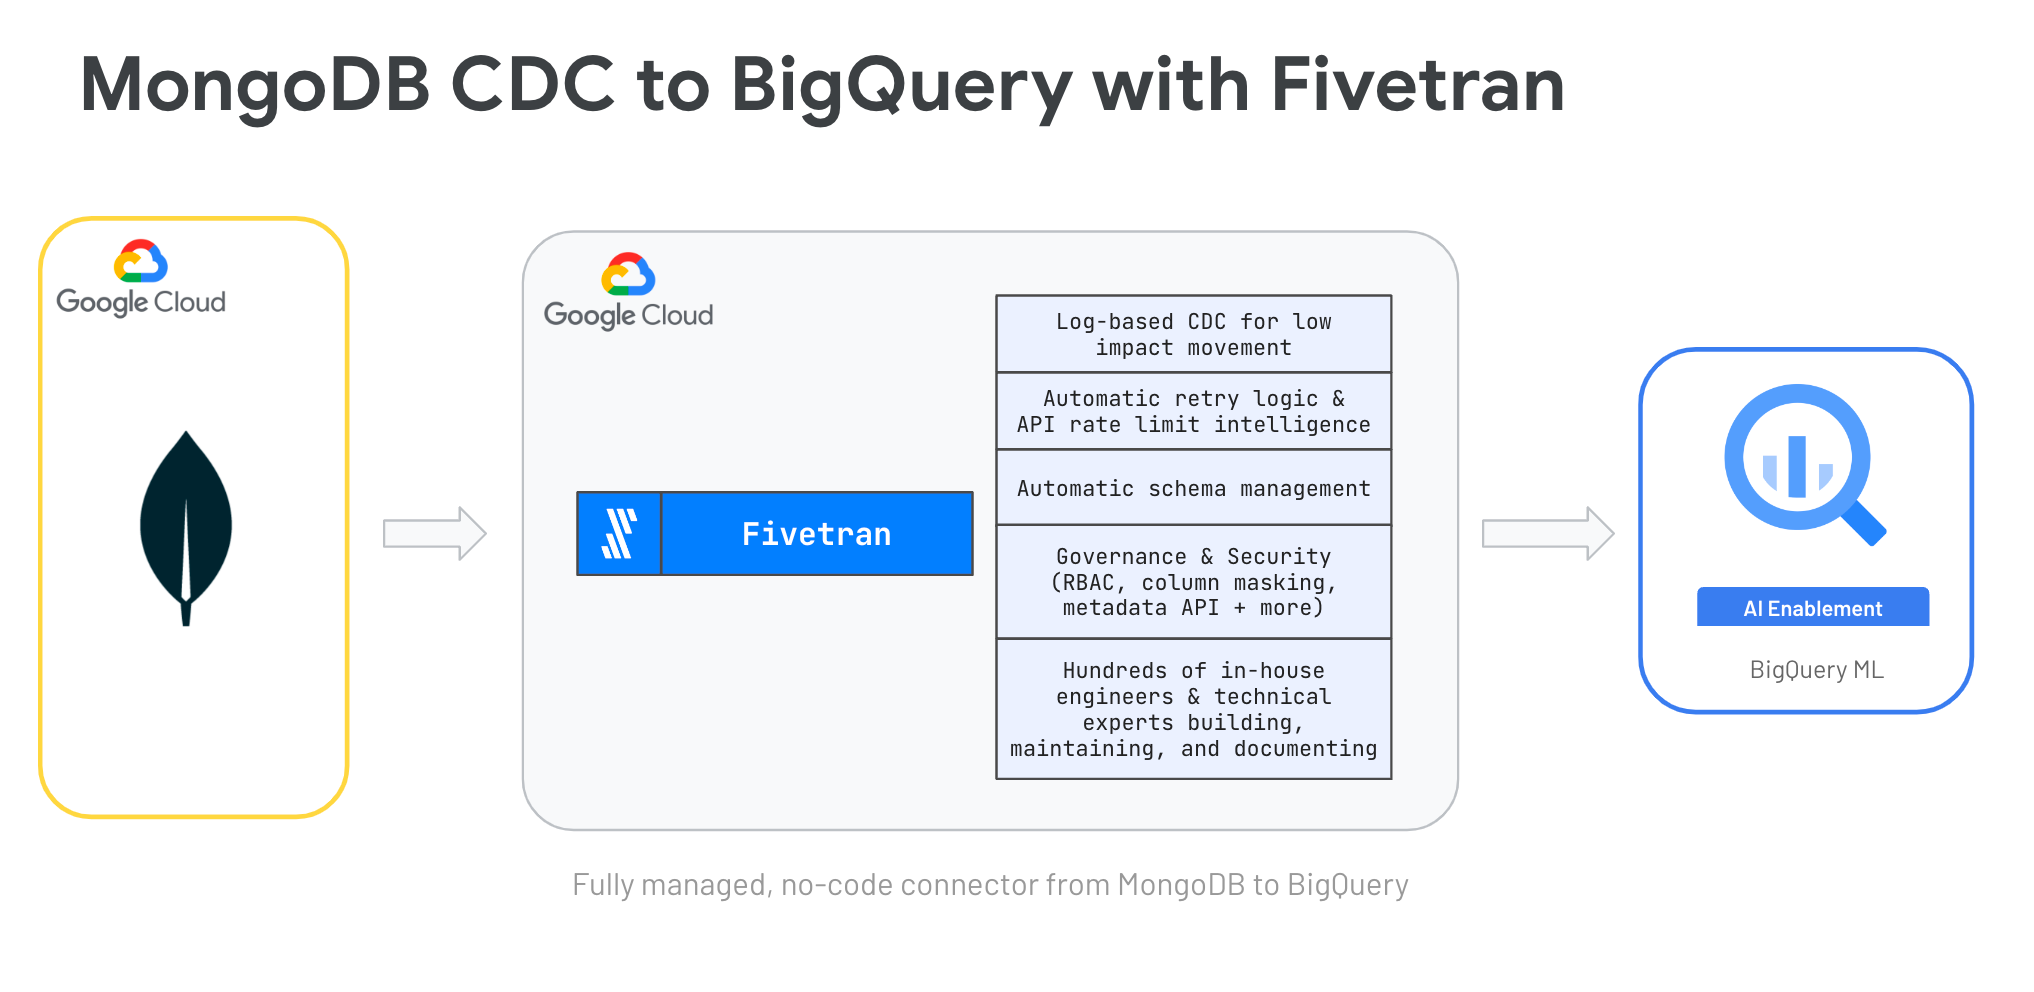 MongoDB CDC to BigQuery with Fivetran
Google Cloud
Google Cloud
Fivetran
Log-based CDC for low
impact movement
Automatic retry logic &
API rate limit intelligence
Automatic schema management
Governance & Security
(RBAC, column masking,
metadata API + more)
Hundreds of in-house
engineers & technical
experts building,
maintaining, and documenting
AI Enablement
BigQuery ML
Fully managed, no-code connector from MongoDB to BigQuery